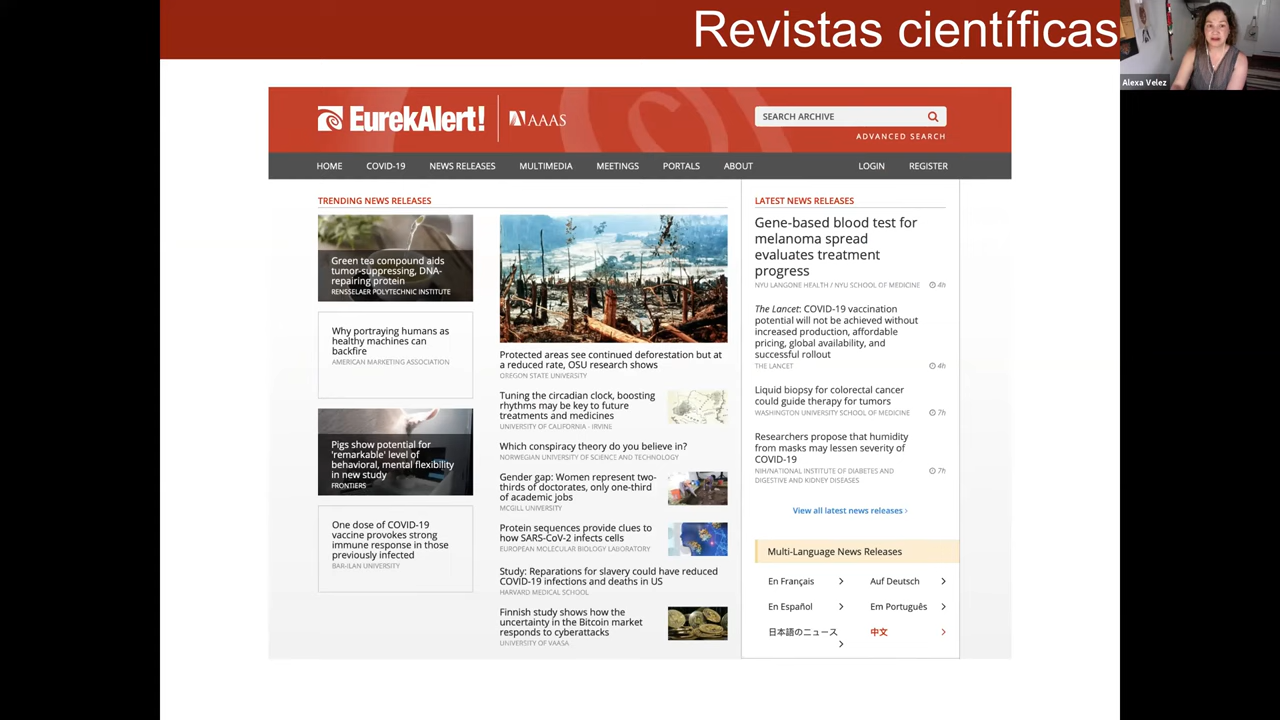 Revistas científicas
Alexa Velez
EurekAlert!
AAAS
SEARCH ARCHIVE
ADVANCED SEARCH
HOME COVID-19 NEWS RELEASES MULTIMEDIA MEETINGS PORTALS ABOUT LOGIN REGISTER
TRENDING NEWS RELEASES
Green tea compound aids
tumor-suppressing, DNA-
repairing protein
RENSSELAER POLYTECHNIC INSTITUTE
Why portraying humans as
healthy machines can
backfire
AMERICAN MARKETING ASSOCIATION
Pigs show potential for
'remarkable' level of
behavioral, mental flexibility
in new study
FRONTIERS
One dose of COVID-19
vaccine provokes strong
immune response in those
previously infected
BAR-ILAN UNIVERSITY
Protected areas see continued deforestation but at
a reduced rate, OSU research shows
OREGON STATE UNIVERSITY
Tuning the circadian clock, boosting
rhythms may be key to future
treatments and medicines
UNIVERSITY OF CALIFORNIA - IRVINE
Which conspiracy theory do you believe in?
NORWEGIAN UNIVERSITY OF SCIENCE AND TECHNOLOGY
Gender gap: Women represent two-
thirds of doctorates, only one-third
of academic jobs
MCGILL UNIVERSITY
Protein sequences provide clues to
how SARS-CoV-2 infects cells
EUROPEAN MOLECULAR BIOLOGY LABORATORY
Study: Reparations for slavery could have reduced
COVID-19 infections and deaths in US
HARVARD MEDICAL SCHOOL
Finnish study shows how the
uncertainty in the Bitcoin market
responds to cyberattacks
UNIVERSITY OF VAASA
LATEST NEWS RELEASES
Gene-based blood test for
melanoma spread
evaluates treatment
progress
NYU LANGONE HEALTH / NYU SCHOOL OF MEDICINE 4h
The Lancet: COVID-19 vaccination
potential will not be achieved without
increased production, affordable
pricing, global availability, and
successful rollout
THE LANCET 4h
Liquid biopsy for colorectal cancer
could guide therapy for tumors
WASHINGTON UNIVERSITY SCHOOL OF MEDICINE 7h
Researchers propose that humidity
from masks may lessen severity of
COVID-19
NIH/NATIONAL INSTITUTE OF DIABETES AND 7h
DIGESTIVE AND KIDNEY DISEASES
View all latest news releases ›
Multi-Language News Releases
En Français Auf Deutsch
En Español Em Português
日本語のニュース 中文